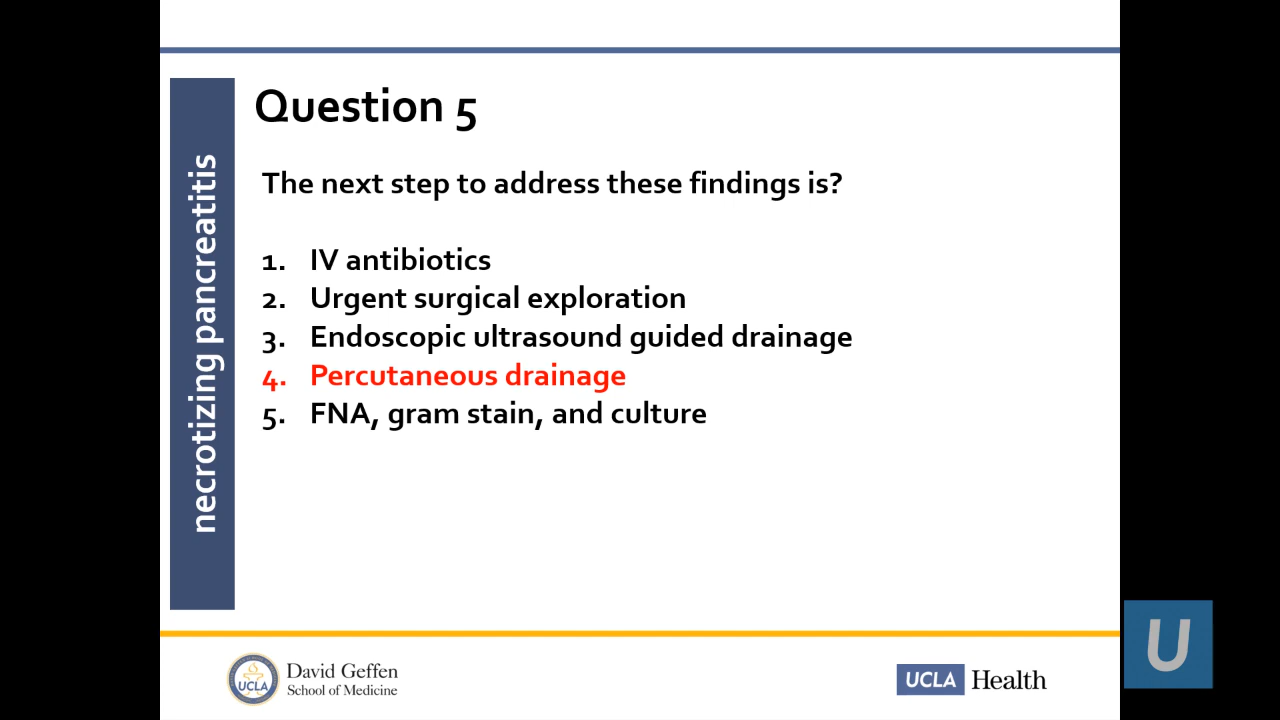 necrotizing pancreatitis
Question 5
The next step to address these findings is?
1. IV antibiotics
2. Urgent surgical exploration
3. Endoscopic ultrasound guided drainage
4. Percutaneous drainage
5. FNA, gram stain, and culture
UCLA
David Geffen
School of Medicine
UCLA Health
U